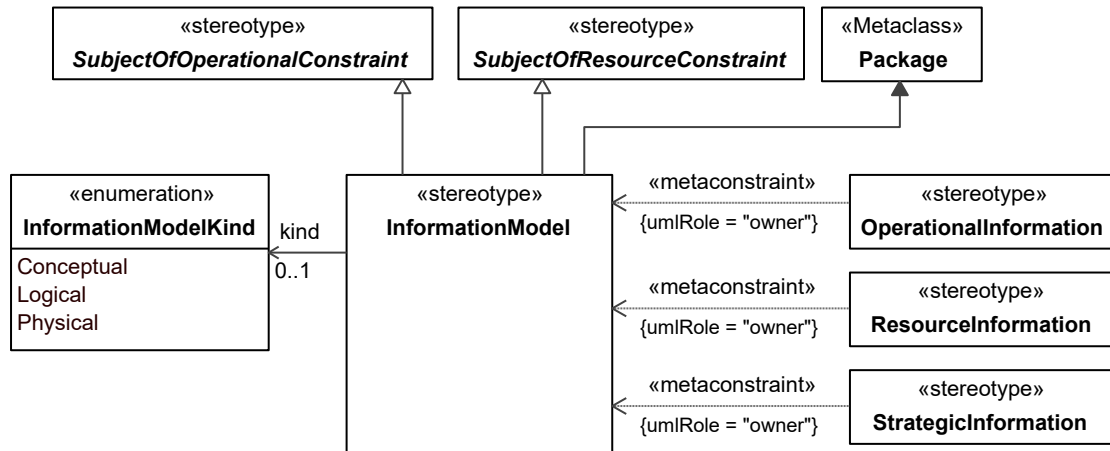 «stereotype»
SubjectOfOperationalConstraint
«stereotype»
SubjectOfResourceConstraint
«Metaclass»
Package
«enumeration»
InformationModelKind
Conceptual
Logical
Physical
kind
0..1
«stereotype»
InformationModel
«metaconstraint»
{umlRole = "owner"}
«stereotype»
OperationalInformation
«metaconstraint»
{umlRole = "owner"}
«stereotype»
ResourceInformation
«metaconstraint»
{umlRole = "owner"}
«stereotype»
StrategicInformation